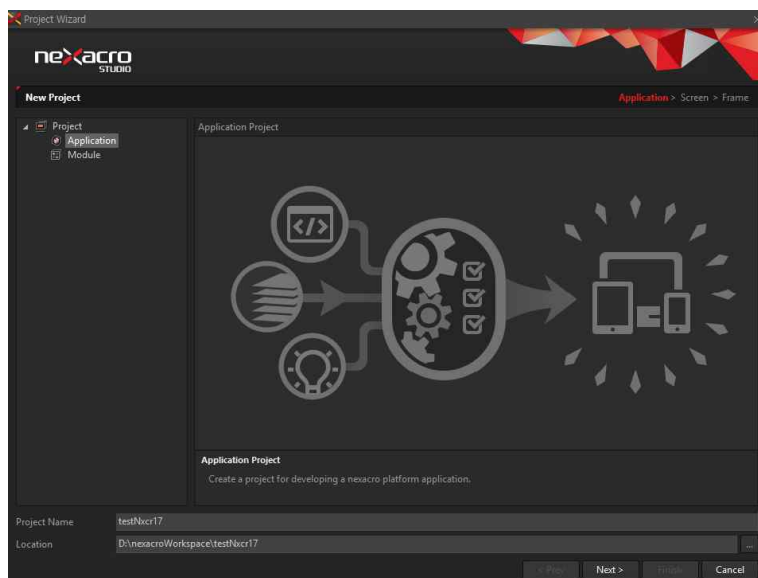 Project Wizard
nexacro
STUDIO
New Project
Application > Screen > Frame
Project
Application
Module
Application Project
</>
Application Project
Create a project for developing a nexacro platform application.
Project Name
testNxcr17
Location
D:\nexacroWorkspace\testNxcr17
...
< Prev
Next >
Finish
Cancel